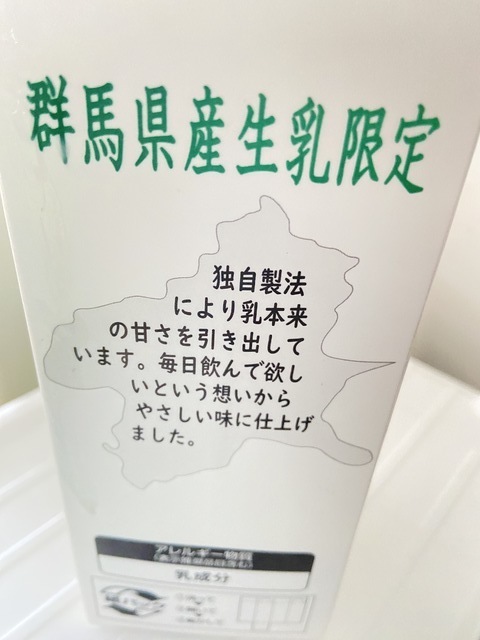 群馬県産生乳限定
独自製法
により乳本来
の甘さを引き出して
います。毎日飲んで欲し
いという想いから
やさしい味に仕上げ
ました。
アレルギー物質
乳成分